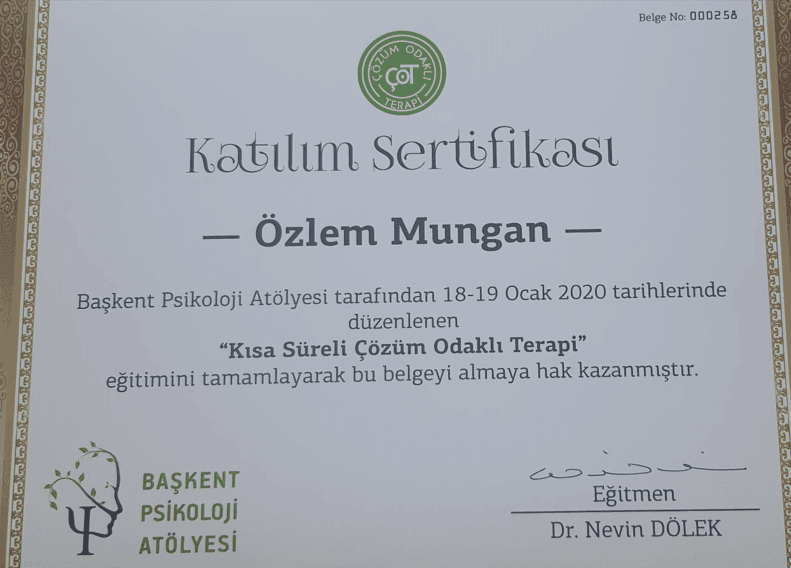 Belge No: 000258
ÇÖZÜM ODAKLI
ÇÖT
TERAPİ
Katılım Sertifikası
— Özlem Mungan —
Başkent Psikoloji Atölyesi tarafından 18-19 Ocak 2020 tarihlerinde
düzenlenen
“Kısa Süreli Çözüm Odaklı Terapi”
eğitimini tamamlayarak bu belgeyi almaya hak kazanmıştır.
BAŞKENT
PSİKOLOJİ
ATÖLYESİ
Eğitmen
Dr. Nevin DÖLEK